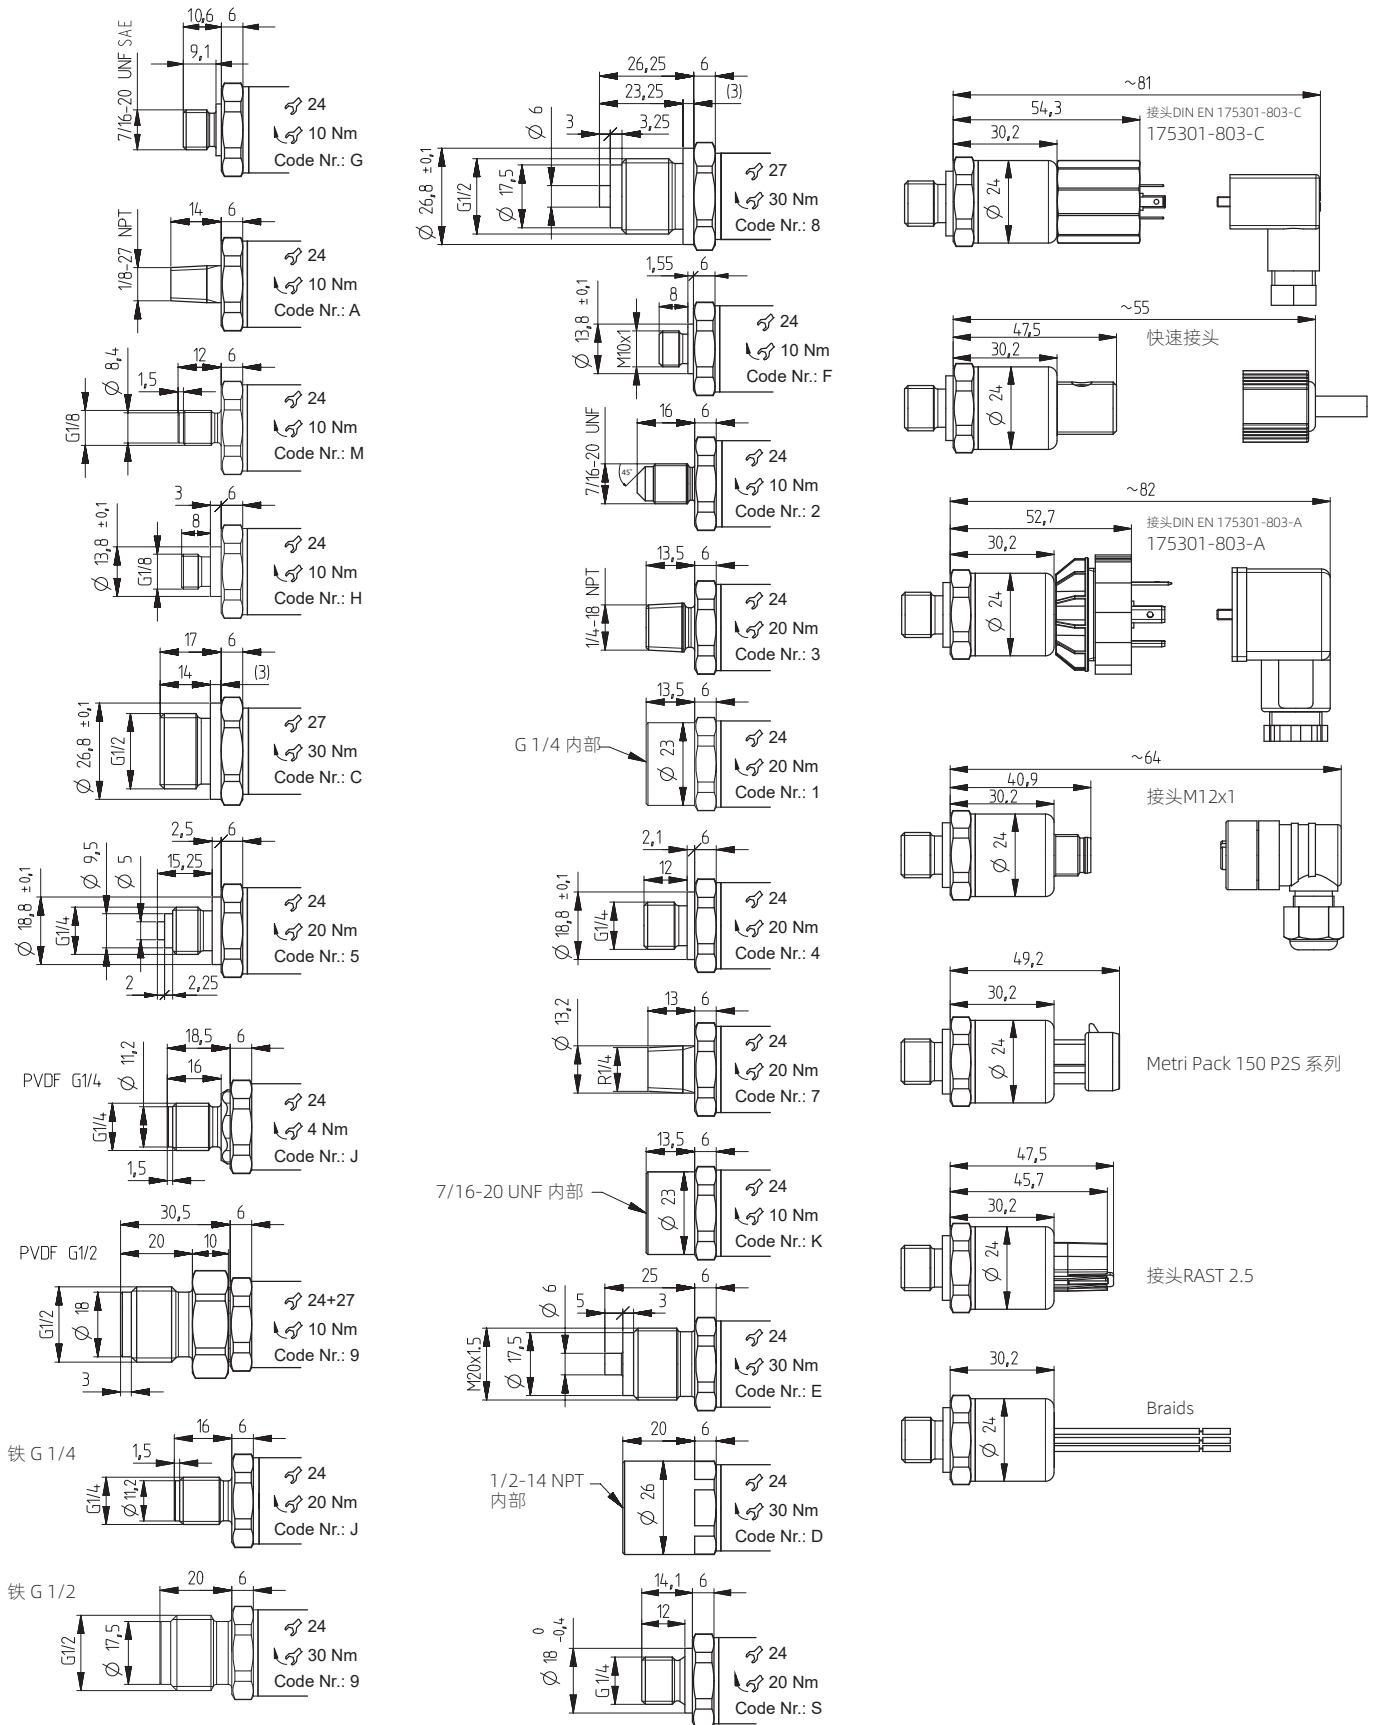 10,6
6
9,1
7/16-20 UNF SAE
24
10 Nm
Code Nr.: G
14
6
1/8-27 NPT
24
10 Nm
Code Nr.: A
Ø 8,4
12
6
1,5
G1/8
24
10 Nm
Code Nr.: M
3
6
8
Ø 13,8 ±0,1
G1/8
24
10 Nm
Code Nr.: H
17
6
14
(3)
Ø 26,8 ±0,1
G1/2
27
30 Nm
Code Nr.: C
2,5
6
15,25
Ø 9,5
Ø 5
Ø 18,8 ±0,1
G1/4
2
2,25
24
20 Nm
Code Nr.: 5
PVDF G1/4
18,5
6
16
Ø 11,2
G1/4
1,5
24
4 Nm
Code Nr.: J
PVDF G1/2
30,5
6
20
10
G1/2
Ø 18
3
24+27
10 Nm
Code Nr.: 9
铁 G 1/4
16
6
1,5
G1/4
Ø11,2
24
20 Nm
Code Nr.: J
铁 G 1/2
20
6
G1/2
Ø 17,5
24
30 Nm
Code Nr.: 9
26,25
6
23,25
(3)
Ø 6
3
3,25
Ø 26,8 ±0,1
G1/2
Ø 17,5
27
30 Nm
Code Nr.: 8
1,55
6
8
Ø 13,8 ±0,1
M10x1
24
10 Nm
Code Nr.: F
16
6
7/16-20 UNF
45°
24
10 Nm
Code Nr.: 2
13,5
6
1/4-18 NPT
24
20 Nm
Code Nr.: 3
13,5
6
G 1/4 内部
Ø 23
24
20 Nm
Code Nr.: 1
2,1
6
12
Ø 18,8 ±0,1
G1/4
24
20 Nm
Code Nr.: 4
13
6
Ø 13,2
R1/4
24
20 Nm
Code Nr.: 7
13,5
6
7/16-20 UNF 内部
Ø 23
24
10 Nm
Code Nr.: K
25
6
Ø 6
5
3
M20x1.5
Ø 17,5
24
30 Nm
Code Nr.: E
20
6
1/2-14 NPT
内部
Ø 26
24
30 Nm
Code Nr.: D
14,1
6
12
Ø 18 0 -0,4
G 1/4
24
20 Nm
Code Nr.: S
~81
54,3
30,2
接头DIN EN 175301-803-C
175301-803-C
Ø 24
~55
47,5
30,2
快速接头
Ø 24
~82
52,7
30,2
接头DIN EN 175301-803-A
175301-803-A
Ø 24
~64
40,9
30,2
接头M12x1
Ø 24
49,2
30,2
Ø 24
Metri Pack 150 P2S 系列
47,5
45,7
30,2
Ø 24
接头RAST 2.5
30,2
Ø 24
Braids